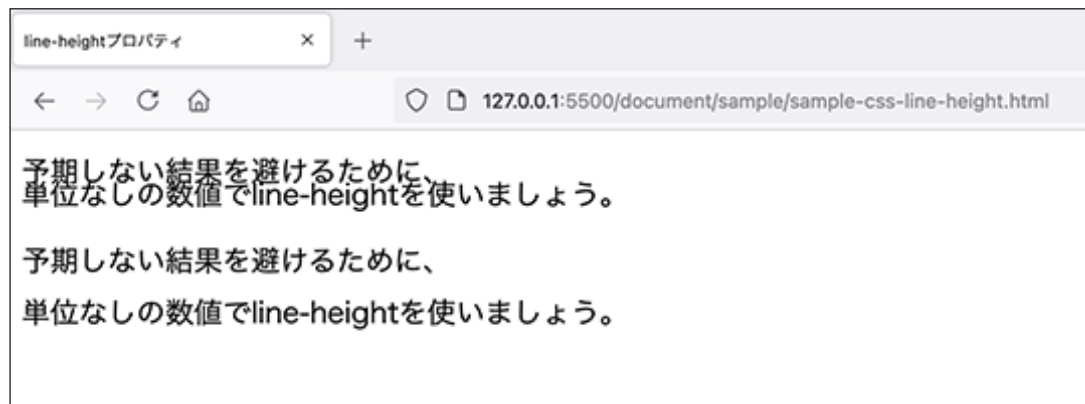 line-heightプロパティ
127.0.0.1:5500/document/sample/sample-css-line-height.html
予期しない結果を避けるために、
単位なしの数値でline-heightを使いましょう。
予期しない結果を避けるために、
単位なしの数値でline-heightを使いましょう。